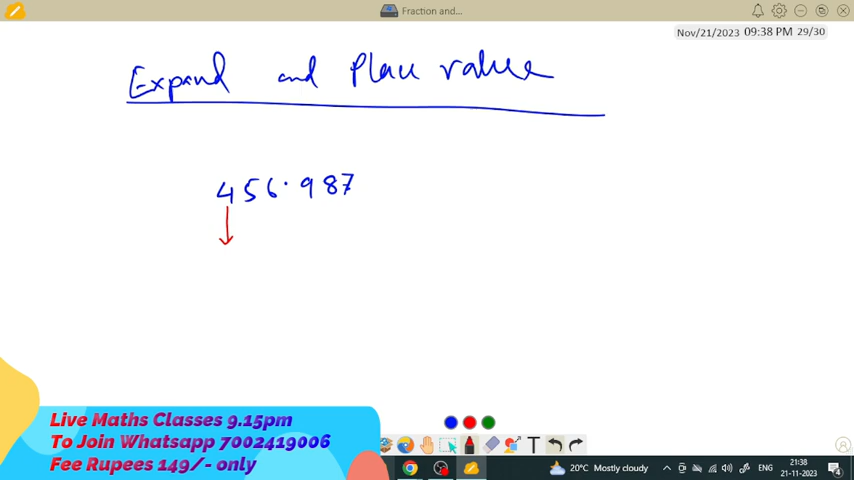 Fraction and...
Nov/21/2023 09:38 PM 29/30
Expand and Place value
456.987
Live Maths Classes 9.15pm
To Join Whatsapp 7002419006
Fee Rupees 149/- only
T
20°C Mostly cloudy
ENG
21:38
21-11-2023
4